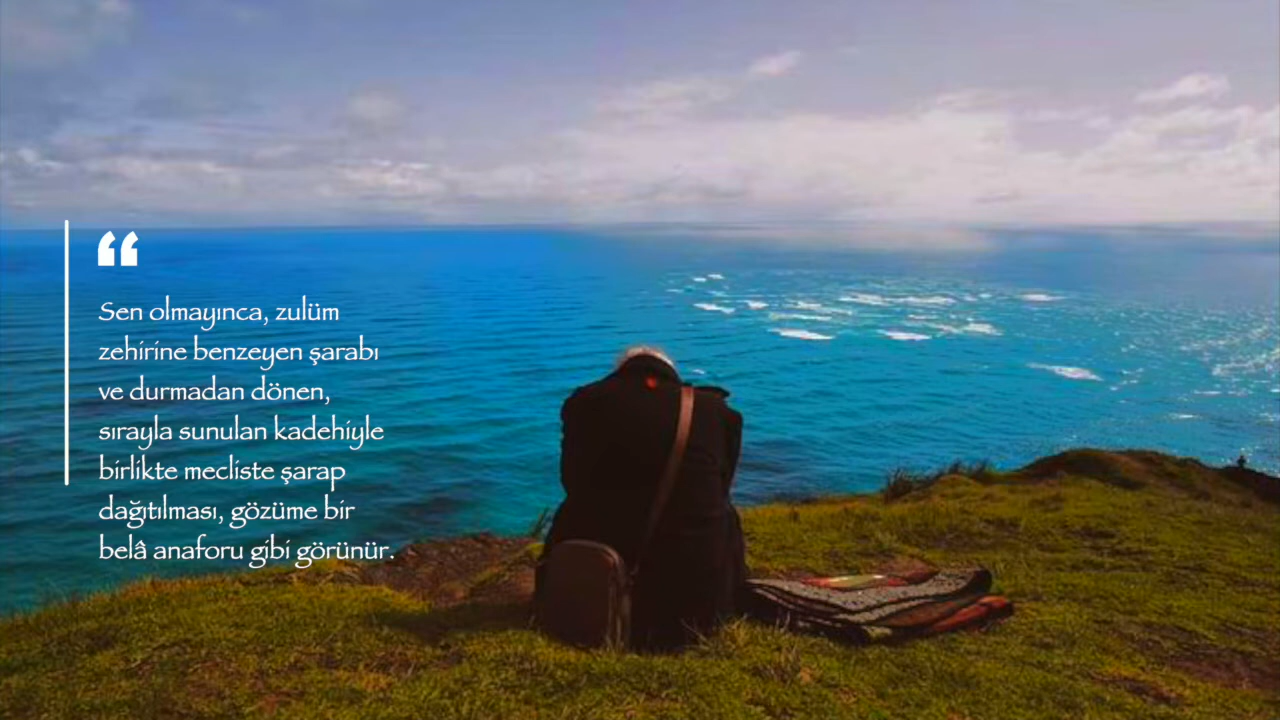 “
Sen olmayınca, zulüm
zehirine benzeyen şarabı
ve durmadan dönen,
sırayla sunulan kadehiyle
birlikte mecliste şarap
dağıtılması, gözüme bir
belâ anaforu gibi görünür.